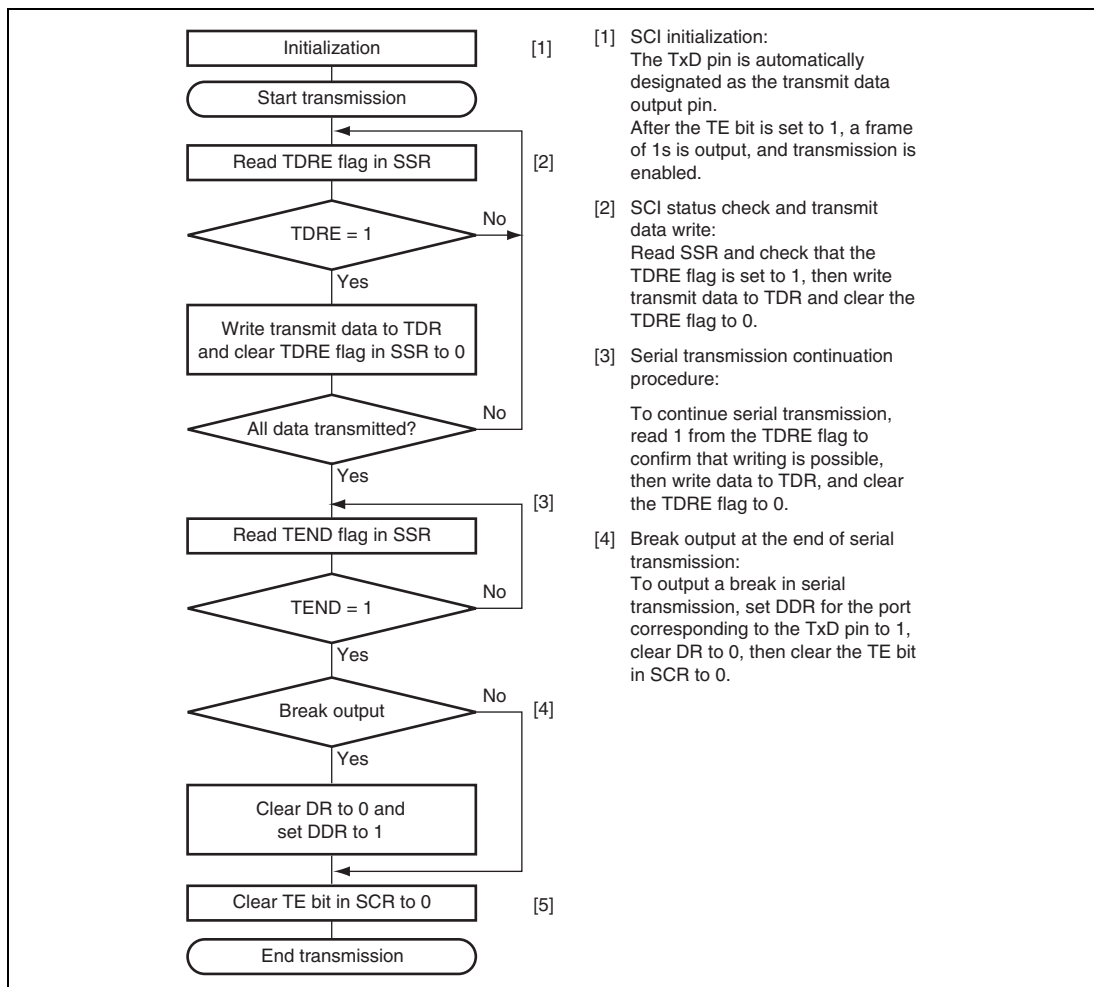 Initialization
[1]
Start transmission
Read TDRE flag in SSR
[2]
No
TDRE = 1
Yes
Write transmit data to TDR
and clear TDRE flag in SSR to 0
No
All data transmitted?
Yes
[3]
Read TEND flag in SSR
No
TEND = 1
Yes
No
Break output
[4]
Yes
Clear DR to 0 and
set DDR to 1
Clear TE bit in SCR to 0
[5]
End transmission
[1] SCI initialization:
The TxD pin is automatically
designated as the transmit data
output pin.
After the TE bit is set to 1, a frame
of 1s is output, and transmission is
enabled.
[2] SCI status check and transmit
data write:
Read SSR and check that the
TDRE flag is set to 1, then write
transmit data to TDR and clear the
TDRE flag to 0.
[3] Serial transmission continuation
procedure:
To continue serial transmission,
read 1 from the TDRE flag to
confirm that writing is possible,
then write data to TDR, and clear
the TDRE flag to 0.
[4] Break output at the end of serial
transmission:
To output a break in serial
transmission, set DDR for the port
corresponding to the TxD pin to 1,
clear DR to 0, then clear the TE bit
in SCR to 0.